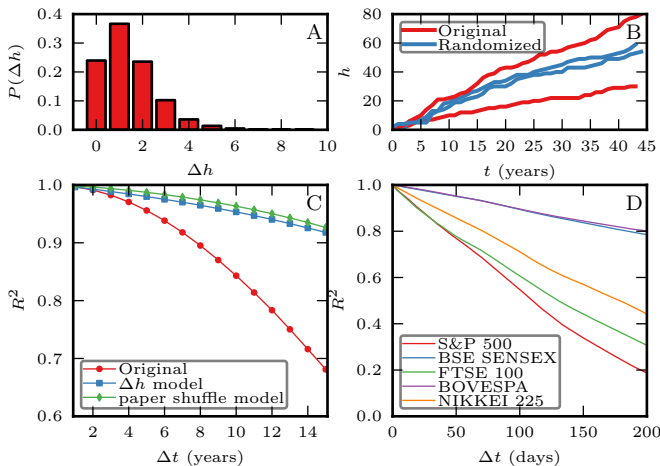 A
P(Δh)
0.4
0.3
0.2
0.1
0.0
0 2 4 6 8 10
Δh
B
Original
Randomized
h
80
60
40
20
0
0 5 10 15 20 25 30 35 40 45
t (years)
C
R²
1.0
0.9
0.8
0.7
0.6
Original
Δh model
paper shuffle model
2 4 6 8 10 12 14
Δt (years)
D
R²
1.0
0.8
0.6
0.4
0.2
0.0
S&P 500
BSE SENSEX
FTSE 100
BOVESPA
NIKKEI 225
0 50 100 150 200
Δt (days)